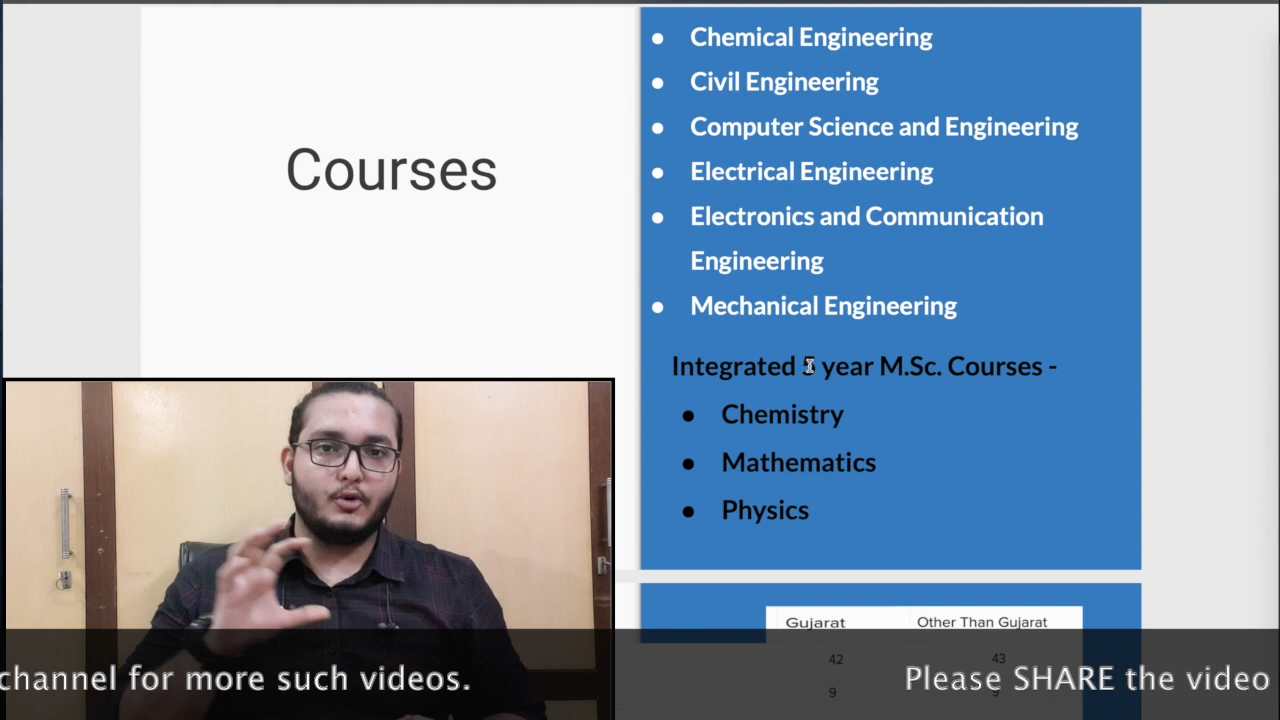 Courses
● Chemical Engineering
● Civil Engineering
● Computer Science and Engineering
● Electrical Engineering
● Electronics and Communication
Engineering
● Mechanical Engineering
Integrated 5 year M.Sc. Courses -
● Chemistry
● Mathematics
● Physics
Gujarat Other Than Gujarat
42 43
9 9
channel for more such videos. Please SHARE the video